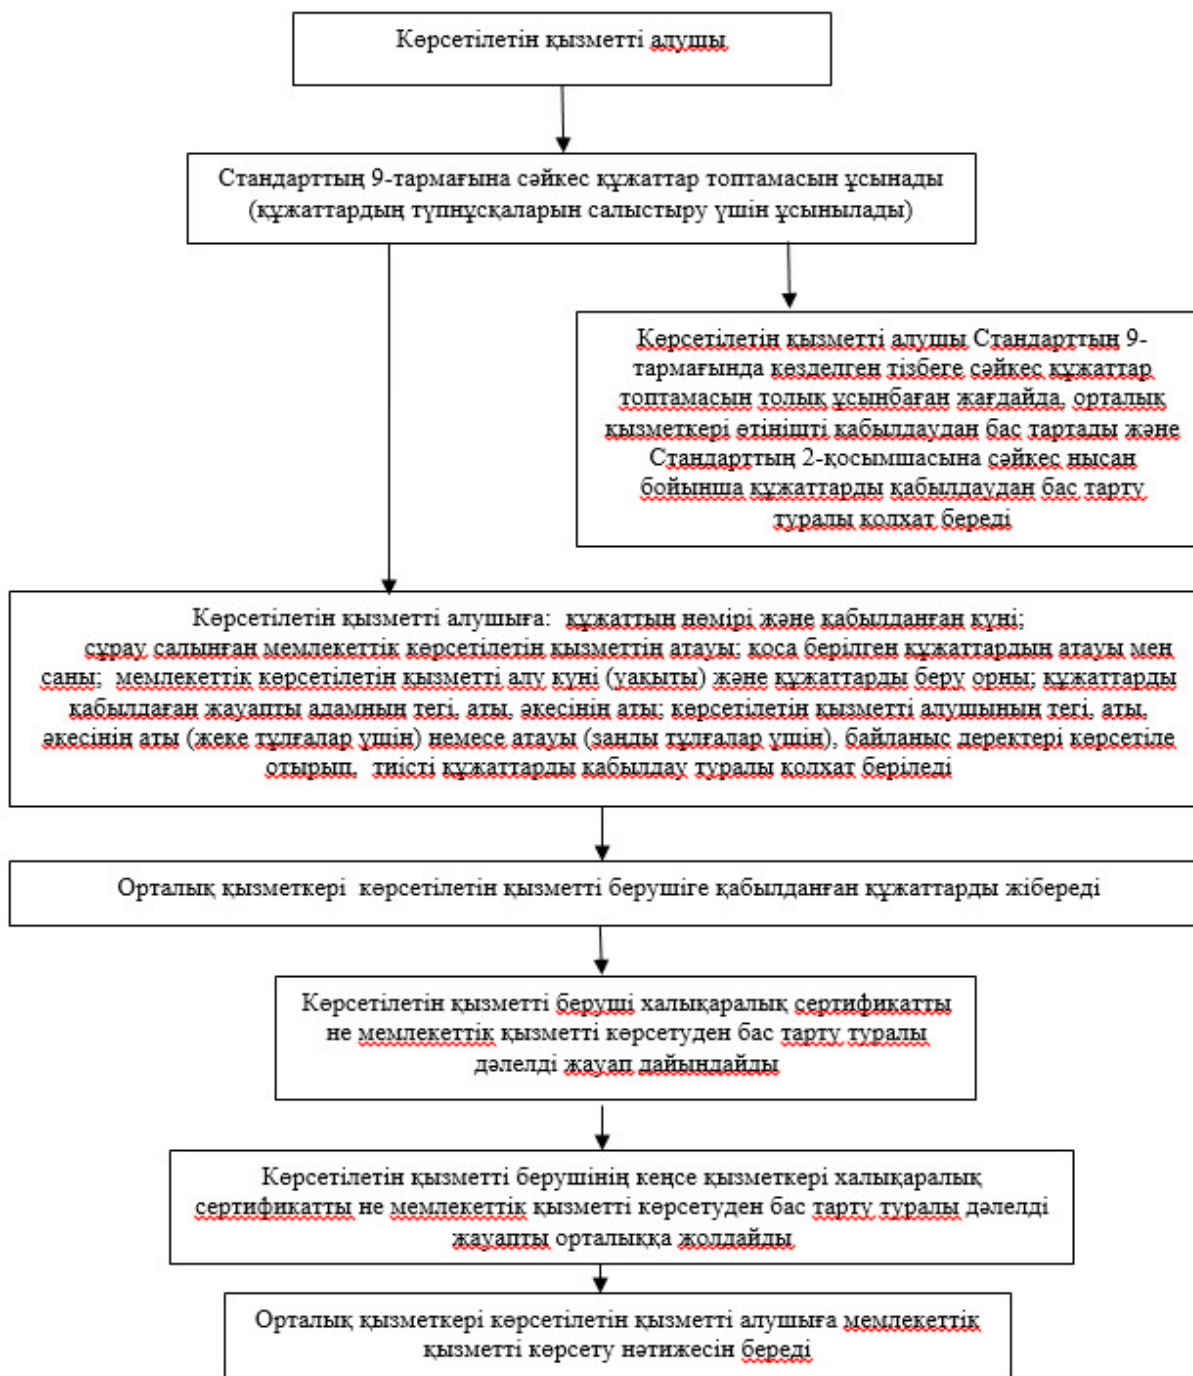 Көрсетілетін қызметті алушы
Стандарттың 9-тармағына сәйкес құжаттар топтамасын ұсынады
(құжаттардың түпнұсқаларын салыстыру үшін ұсынылады)
Көрсетілетін қызметті алушы Стандарттың 9-
тармағында көзделген тізбеге сәйкес құжаттар
топтамасын толық ұсынбаған жағдайда, орталық
қызметкері өтінішті қабылдаудан бас тартады және
Стандарттың 2-қосымшасына сәйкес нысан
бойынша құжаттарды қабылдаудан бас тарту
туралы қолхат береді
Көрсетілетін қызметті алушыға: құжаттың нөмірі және қабылданған күні;
сұрау салынған мемлекеттік көрсетілетін қызметтің атауы; қоса берілген құжаттардың атауы мен
саны; мемлекеттік көрсетілетін қызметті алу күні (уақыты) және құжаттарды беру орны; құжаттарды
қабылдаған жауапты адамның тегі, аты, әкесінің аты; көрсетілетін қызметті алушының тегі, аты,
әкесінің аты (жеке тұлғалар үшін) немесе атауы (заңды тұлғалар үшін), байланыс деректері көрсетіле
отырып, тиісті құжаттарды қабылдау туралы қолхат беріледі
Орталық қызметкері көрсетілетін қызметті берушіге қабылданған құжаттарды жібереді
Көрсетілетін қызметті беруші халықаралық сертификатты
не мемлекеттік қызметті көрсетуден бас тарту туралы
дәлелді жауап дайындайды
Көрсетілетін қызметті берушінің кеңсе қызметкері халықаралық
сертификатты не мемлекеттік қызметті көрсетуден бас тарту туралы дәлелді
жауапты орталыққа жолдайды
Орталық қызметкері көрсетілетін қызметті алушыға мемлекеттік
қызметті көрсету нәтижесін береді